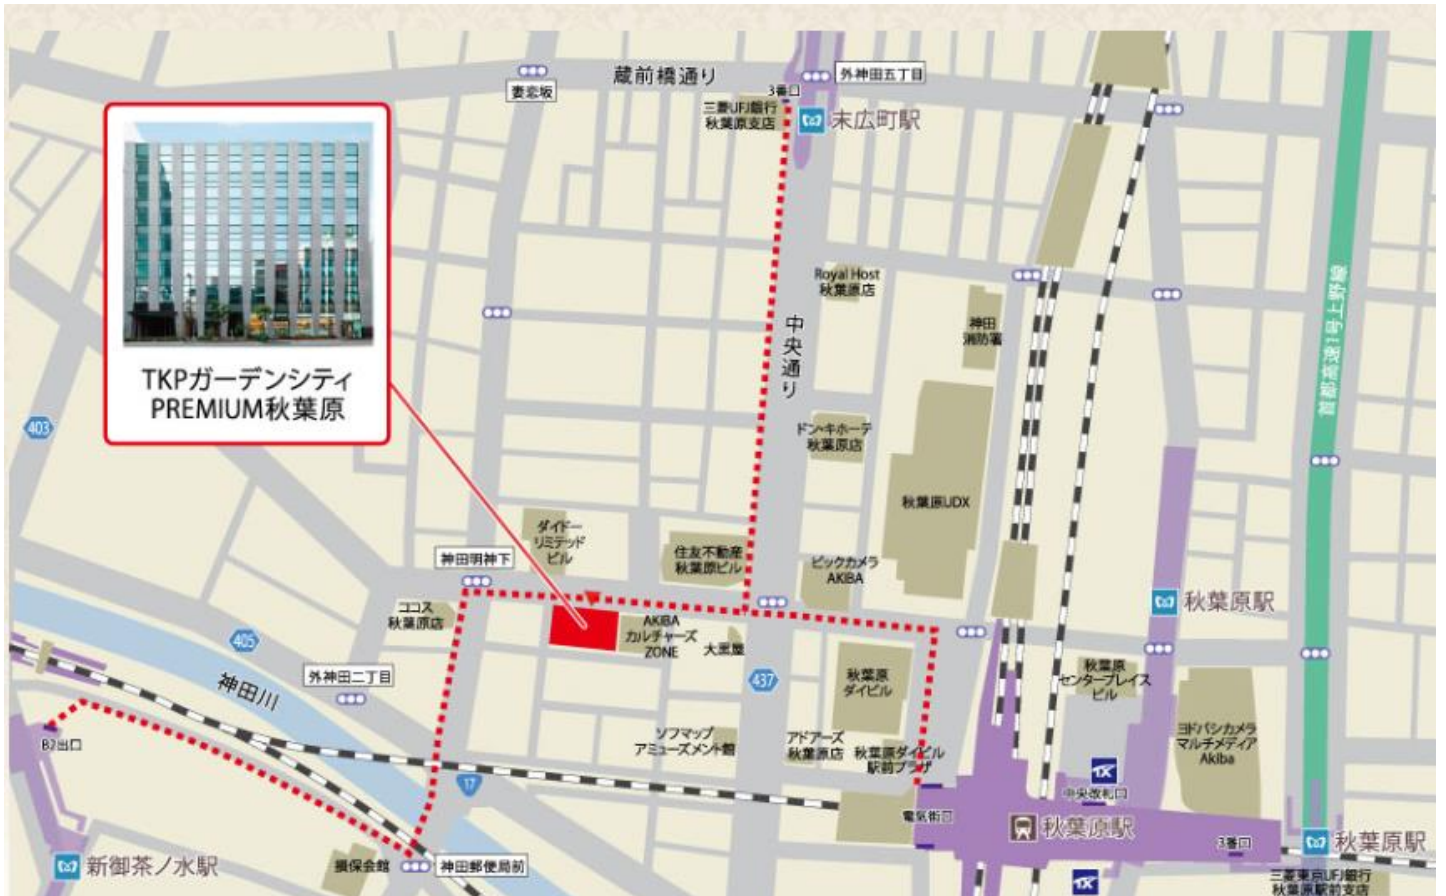 蔵前橋通り
外神田五丁目
妻恋坂
3番口
三菱UFJ銀行
秋葉原支店
末広町駅
TKPガーデンシティ
PREMIUM秋葉原
Royal Host
秋葉原店
神田
消防署
中央通り
首都高速1号上野線
403
ドン・キホーテ
秋葉原店
秋葉原UDX
ダイドー
リミテッド
ビル
住友不動産
秋葉原ビル
ビックカメラ
AKIBA
神田明神下
ココス
秋葉原店
AKIBA
カルチャーズ
ZONE
大黒屋
秋葉原駅
405
外神田二丁目
神田川
437
秋葉原
ダイビル
秋葉原
センタープレイス
ビル
ヨドバシカメラ
マルチメディア
Akiba
B2出口
ソフマップ
アミューズメント館
アドアーズ
秋葉原店
秋葉原ダイビル
駅前プラザ
17
TX
中央改札口
電気街口
秋葉原駅
3番口
秋葉原駅
新御茶ノ水駅
損保会館
神田郵便局前
TX
三菱東京UFJ銀行
秋葉原駅前支店